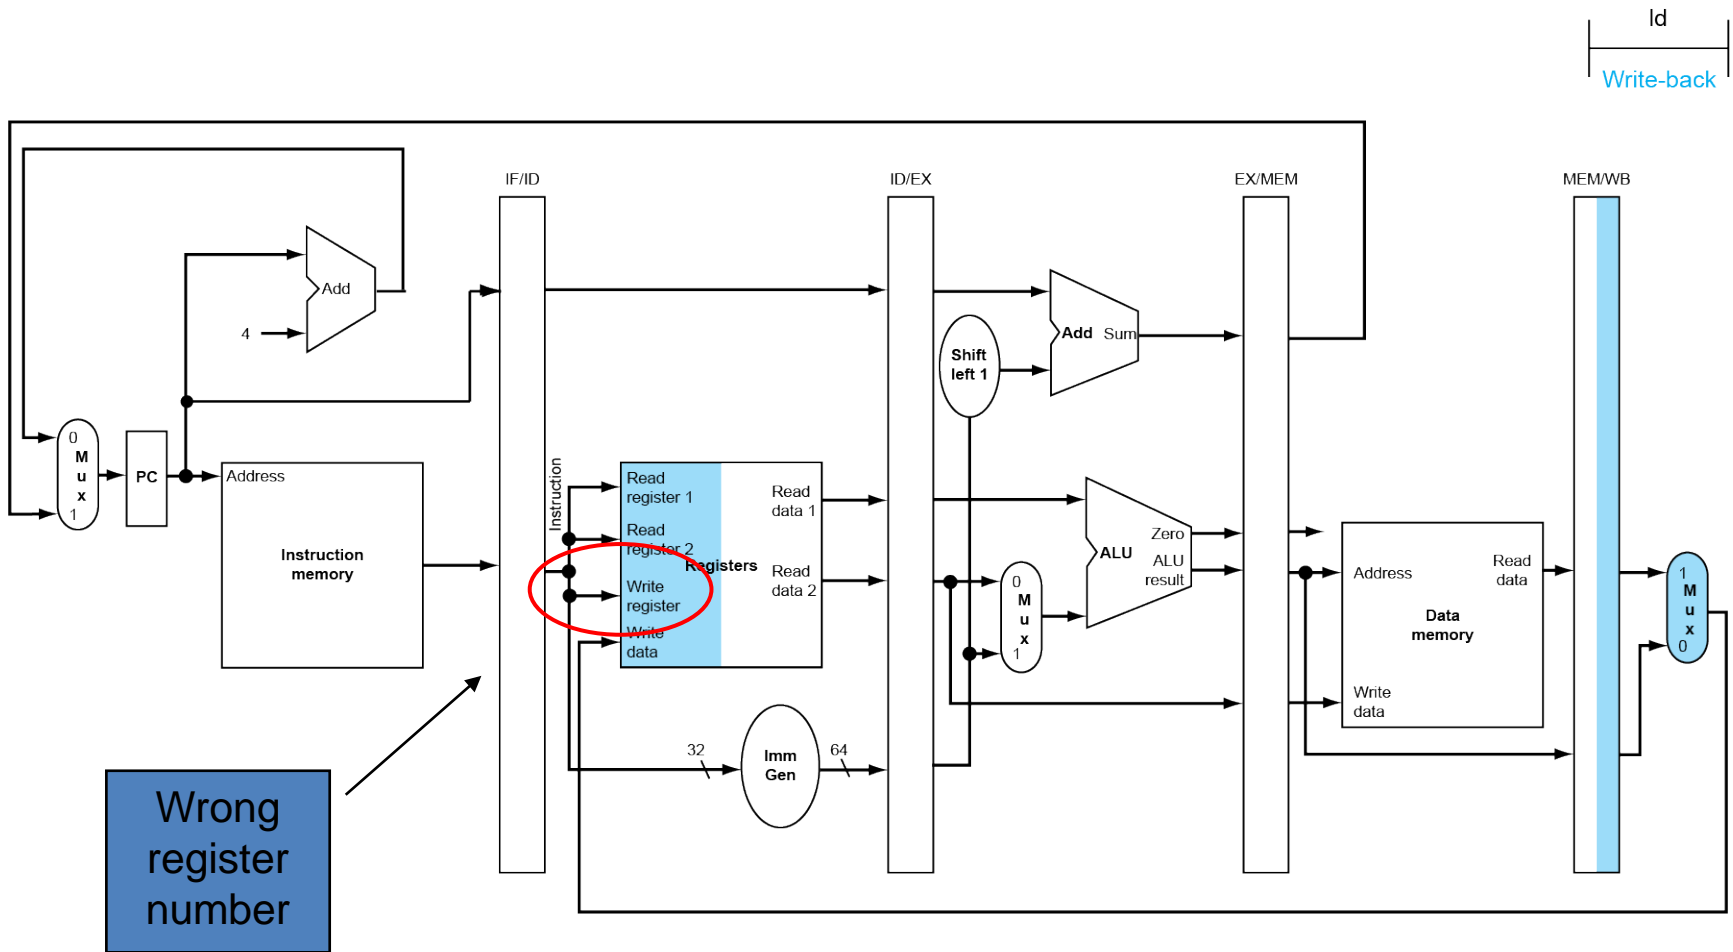 ld
Write-back
IF/ID
ID/EX
EX/MEM
MEM/WB
Add
4
Add Sum
Shift
left 1
0
M
u
x
1
PC
Address
Instruction
memory
Instruction
Read
register 1
Read
register 2
Registers
Write
register
Write
data
Read
data 1
Read
data 2
0
M
u
x
1
ALU
Zero
ALU
result
Address
Read
data
Data
memory
Write
data
1
M
u
x
0
32
Imm
Gen
64
Wrong
register
number